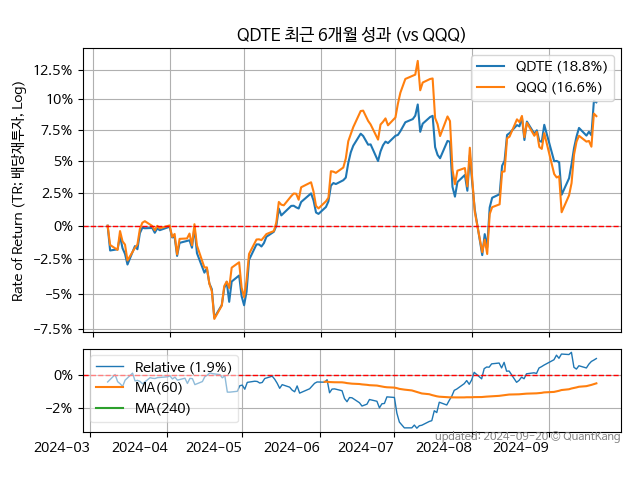 QDTE 최근 6개월 성과 (vs QQQ)
Rate of Return (TR: 배당재투자, Log)
12.5%
10%
7.5%
5%
2.5%
0%
−2.5%
−5%
−7.5%
QDTE (18.8%)
QQQ (16.6%)
0%
−2%
Relative (1.9%)
MA(60)
MA(240)
updated: 2024-09-20 © QuantKang
2024-03 2024-04 2024-05 2024-06 2024-07 2024-08 2024-09